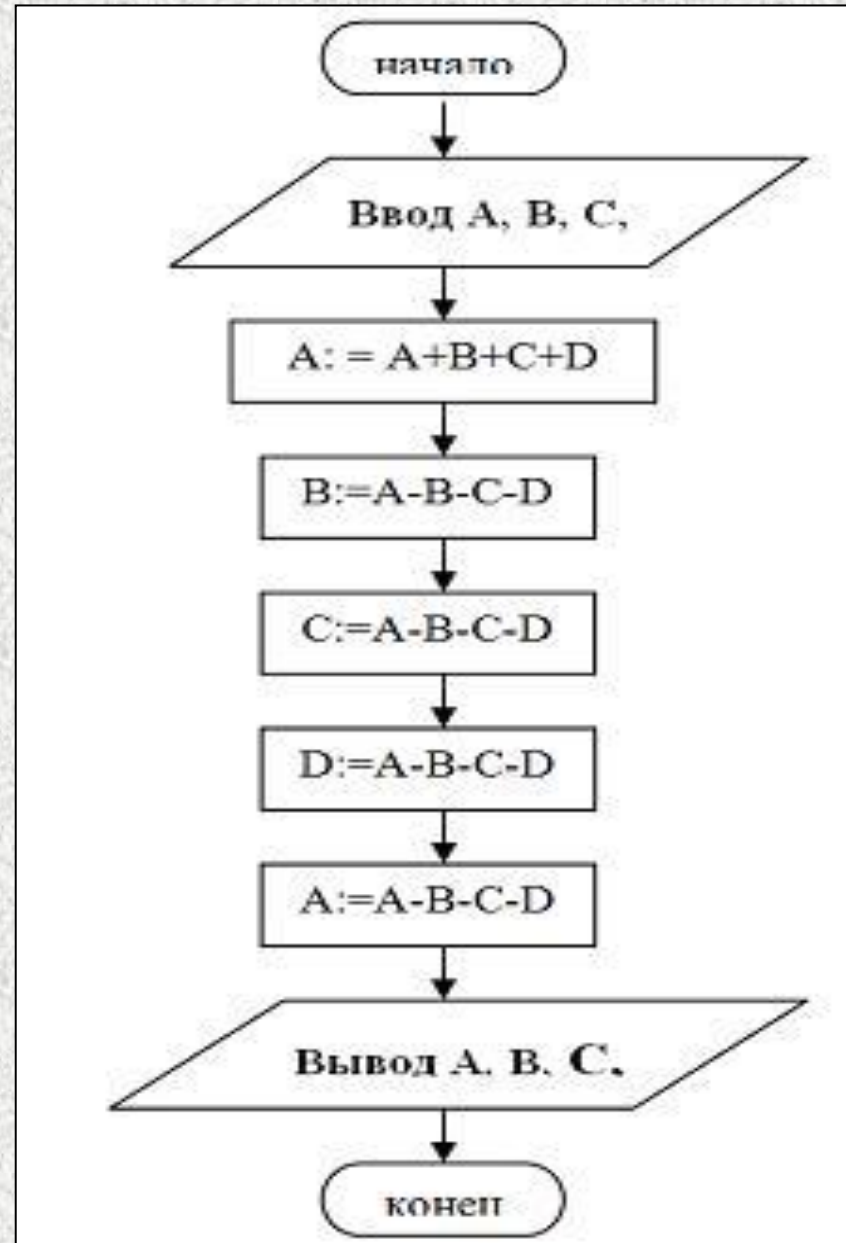 начало
Ввод A, B, C,
A: = A+B+C+D
B:=A-B-C-D
C:=A-B-C-D
D:=A-B-C-D
A:=A-B-C-D
Вывод A, B, C,
конец